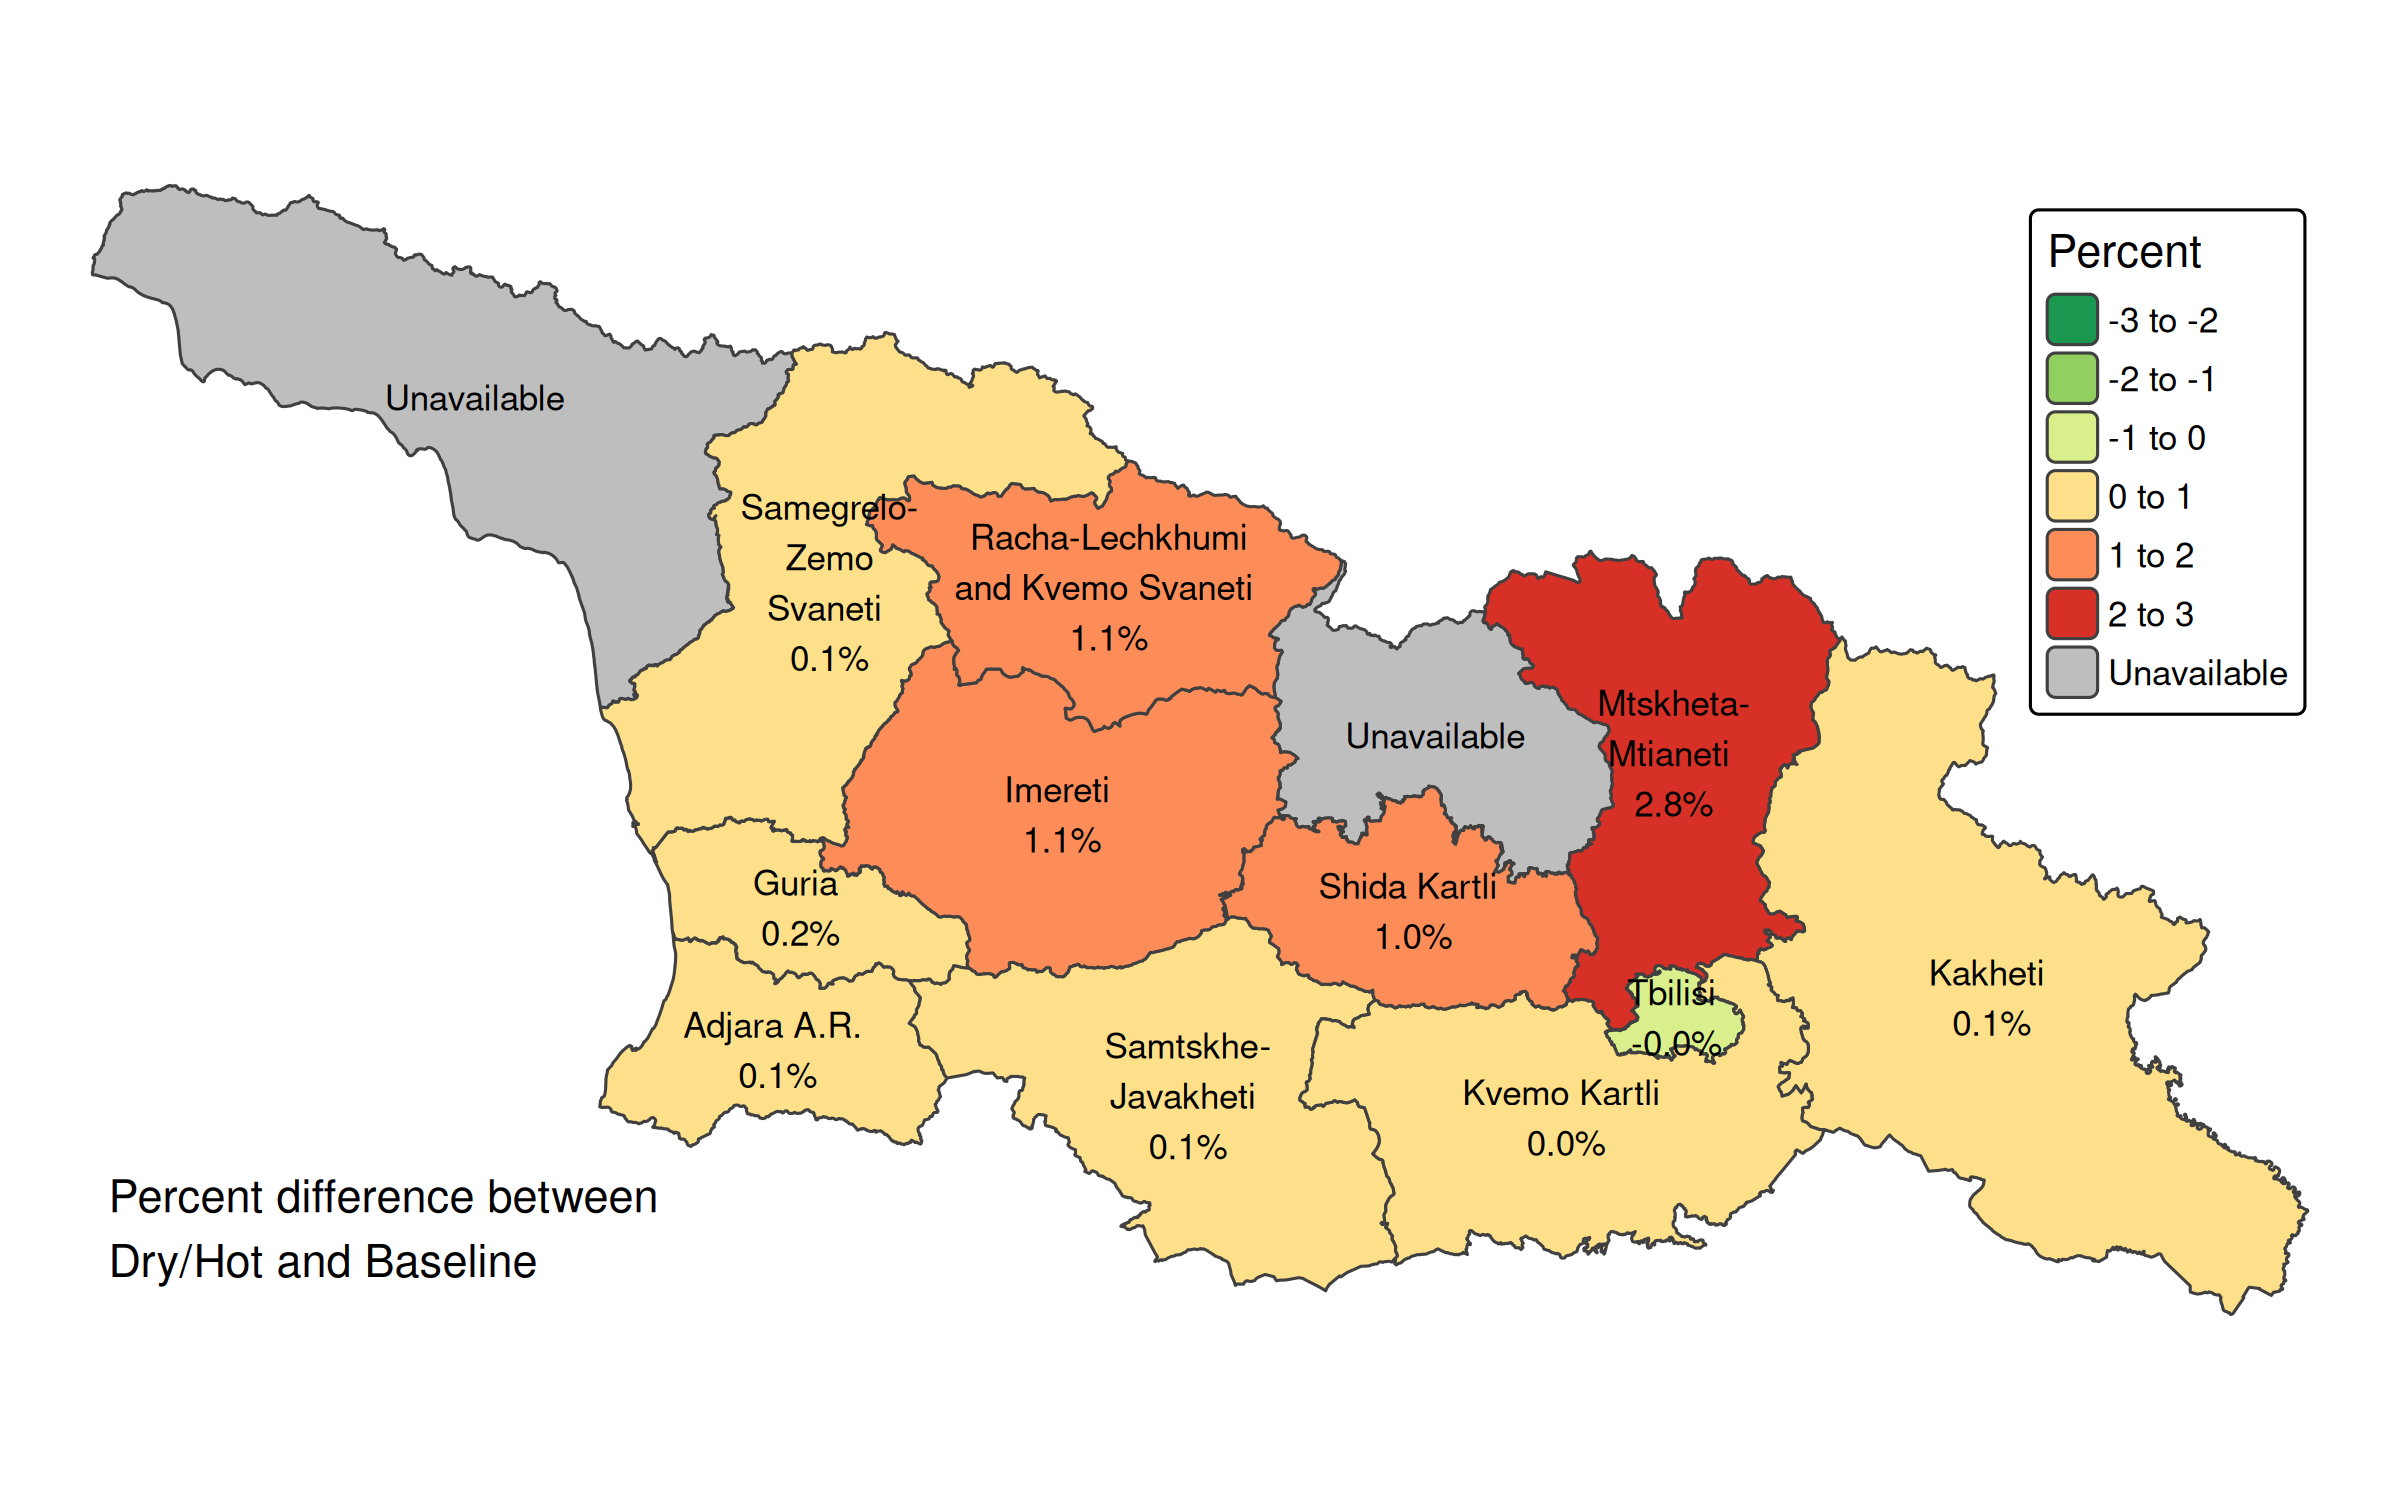 Unavailable
Samegrelo-
Zemo
Svaneti
0.1%
Racha-Lechkhumi
and Kvemo Svaneti
1.1%
Imereti
1.1%
Guria
0.2%
Adjara A.R.
0.1%
Samtskhe-
Javakheti
0.1%
Unavailable
Shida Kartli
1.0%
Mtskheta-
Mtianeti
2.8%
Tbilisi
-0.0%
Kvemo Kartli
0.0%
Kakheti
0.1%
Percent
-3 to -2
-2 to -1
-1 to 0
0 to 1
1 to 2
2 to 3
Unavailable
Percent difference between
Dry/Hot and Baseline